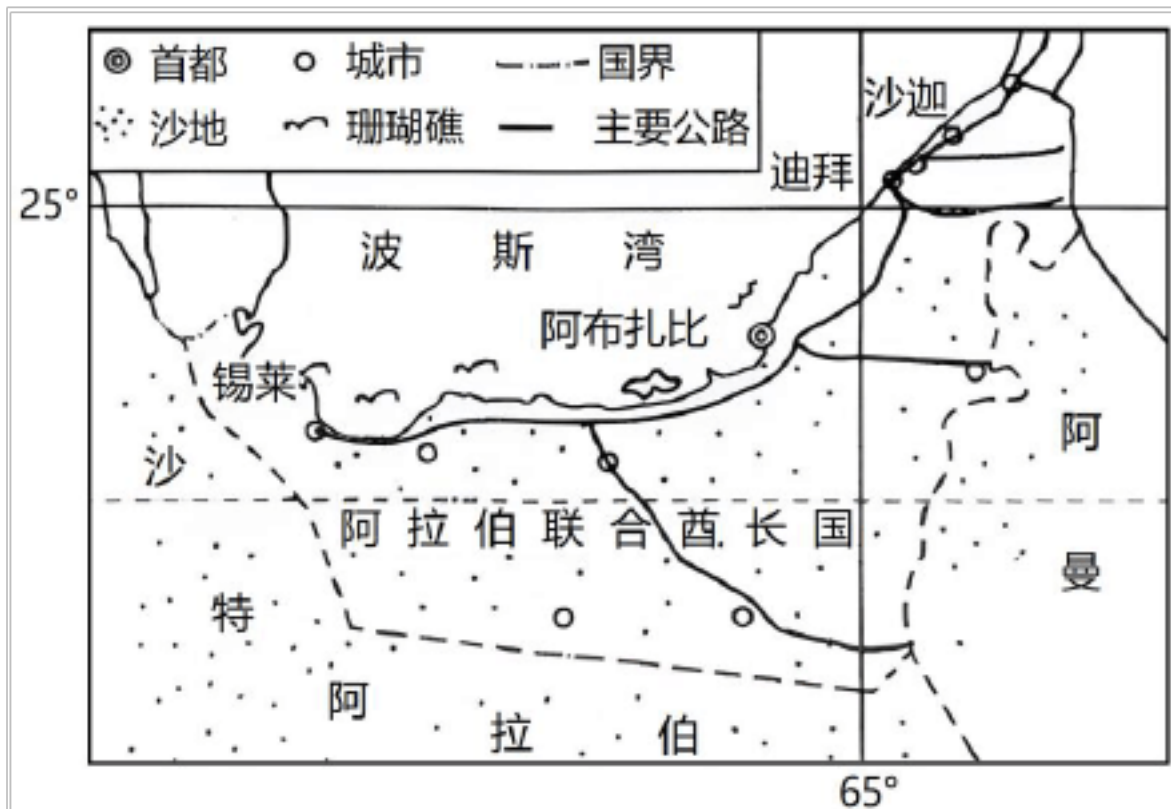 首都 城市 国界
沙地 珊瑚礁 主要公路
沙迦
迪拜
25°
波斯湾
阿布扎比
锡莱
沙特阿拉伯
阿曼
阿拉伯联合酋长国
65°